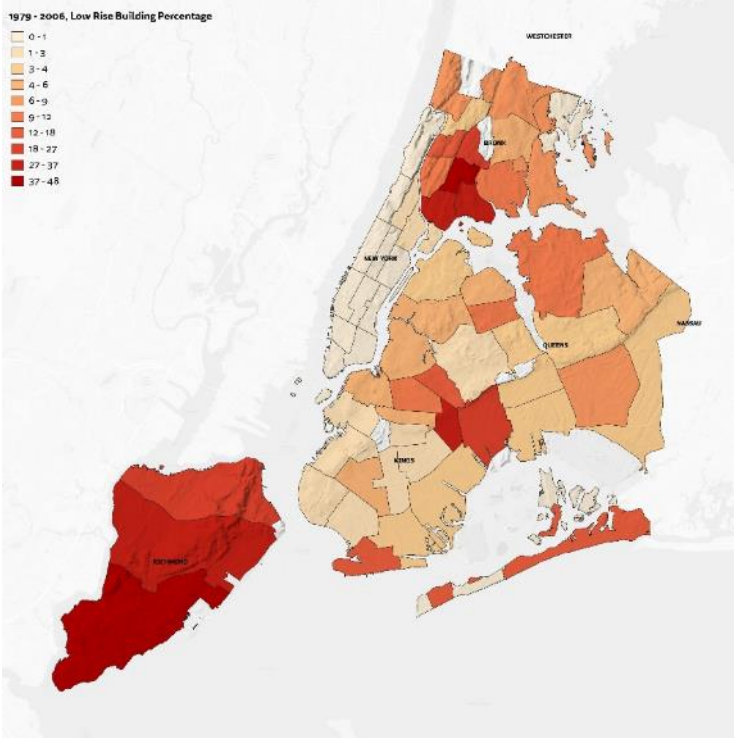 1979 - 2006, Low Rise Building Percentage
0 - 1
1 - 3
3 - 4
4 - 6
6 - 9
9 - 12
12 - 18
18 - 27
27 - 37
37 - 48
WESTCHESTER
BRONX
NEW YORK
NASSAU
QUEENS
KINGS
RICHMOND